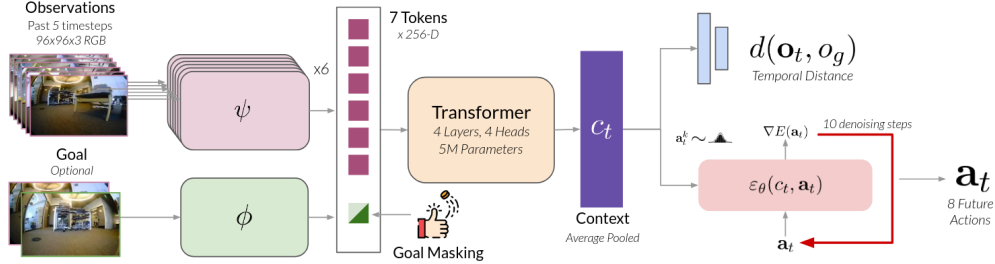 Observations
Past 5 timesteps
96x96x3 RGB
ψ
x6
Goal
Optional
ϕ
7 Tokens
x 256-D
Transformer
4 Layers, 4 Heads
5M Parameters
Goal Masking
c_t
Context
Average Pooled
d(𝐨_t, o_g)
Temporal Distance
𝐚_t^k ∼
∇E(𝐚_t)
10 denoising steps
ε_θ(c_t, 𝐚_t)
𝐚_t
𝐚_t
8 Future
Actions